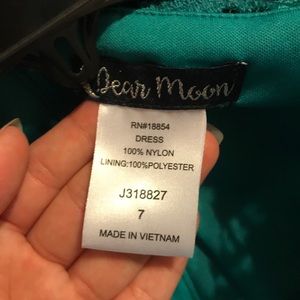 Dear Moon
RN#18854
DRESS
100% NYLON
LINING:100%POLYESTER
J318827
7
MADE IN VIETNAM